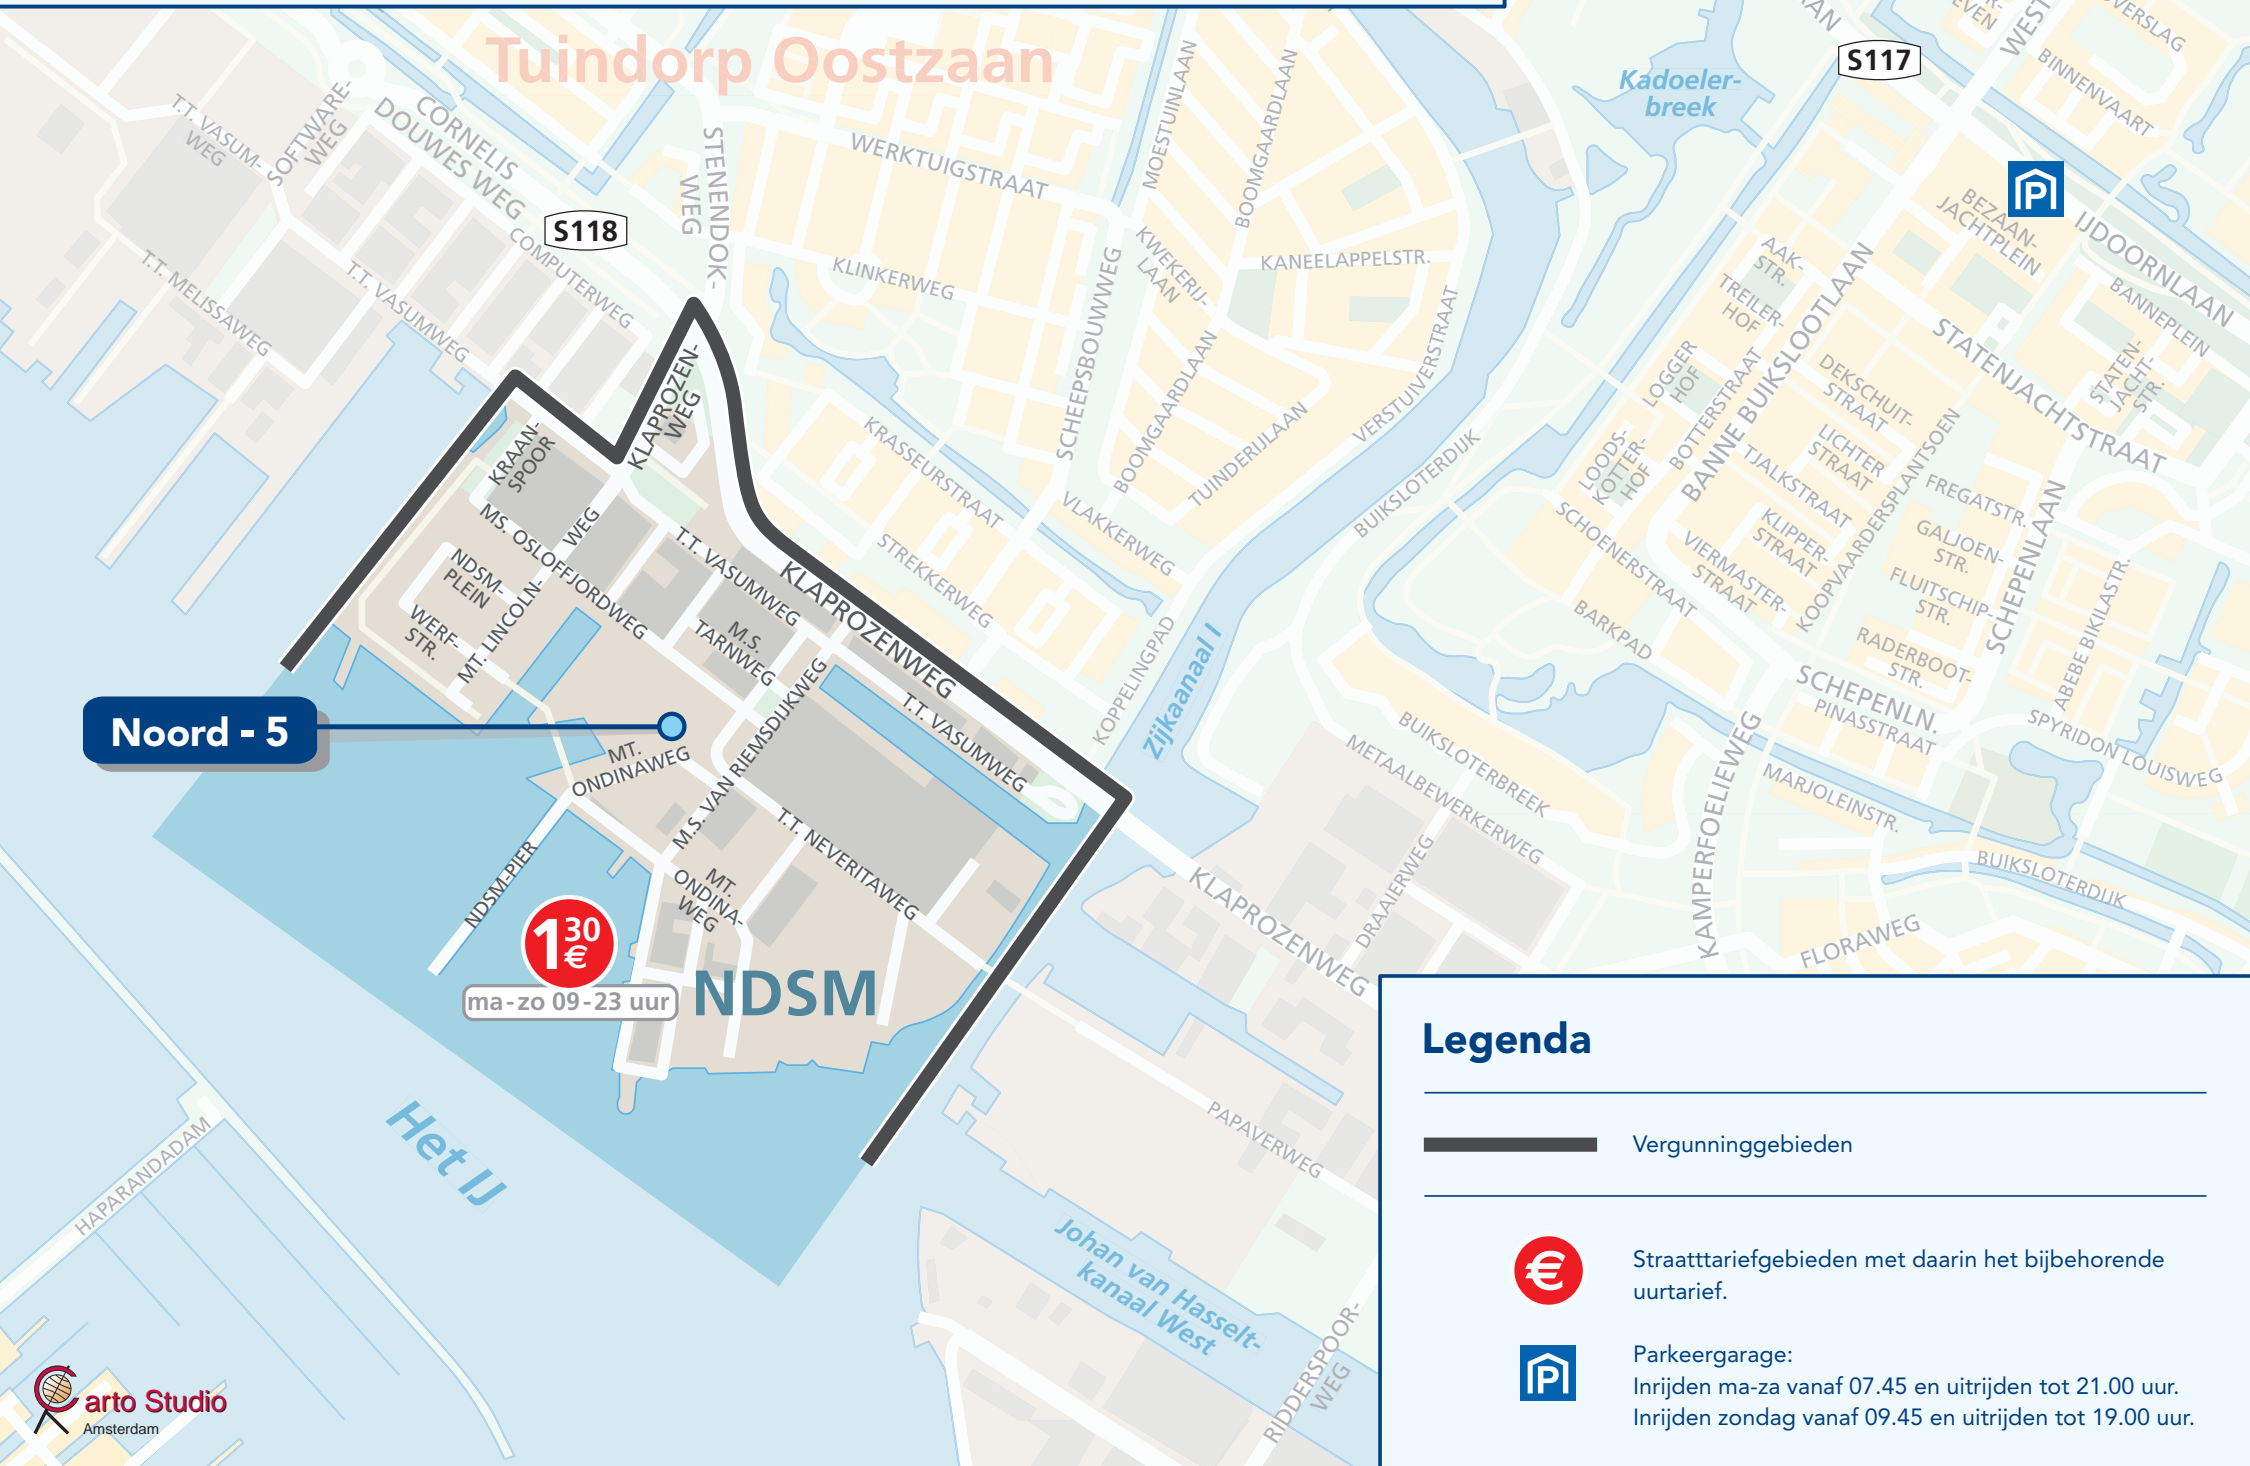 Tuindorp Oostzaan
Kadoeler-
breek
S117
S118
T.T. VASUM-
WEG
SOFTWARE-
WEG
CORNELIS
DOUWES WEG
COMPUTERWEG
T.T. MELISSAWEG
T.T. VASUMWEG
STENENDOK-
WEG
WERKTUIGSTRAAT
KLINKERWEG
MOESTUINLAAN
BOOMGAARDLAAN
KWEKERIJ-
LAAN
KANEELAPPELSTR.
SCHEEPSBOUWWEG
BOOMGAARDLAAN
TUINDERIJLAAN
VERSTUIVERSTRAAT
BUIKSLOTERDIJK
KRASSEURSTRAAT
STREKKERWEG
VLAKKERWEG
KOPPELINGPAD
Zijkanaal I
OVERSLAG
BINNENVAART
BEZAAN-
JACHTPLEIN
IJDOORNLAAN
BANNEPLEIN
AAK-
STR.
TREILER-
HOF
LOGGER
HOF
BOTTERSTRAAT
LOODS-
KOTTER-
HOF
BANNE BUIKSLOOTLAAN
STATENJACHTSTRAAT
STATEN-
JACHT-
STR.
DEKSCHUIT-
STRAAT
LICHTER
STRAAT
TJALKSTRAAT
KLIPPER-
STRAAT
VIERMASTER-
STRAAT
KOOPVAARDERSPLANTSOEN
FREGATSTR.
GALJOEN-
STR.
FLUITSCHIP-
STR.
RADERBOOT-
STR.
SCHEPENLAAN
ABEBE BIKILASTR.
SCHOENERSTRAAT
BARKPAD
SCHEPENLN.
PINASSTRAAT
SPYRIDON LOUISWEG
MARJOLEINSTR.
KAMPERFOELIEWEG
BUIKSLOTERDIJK
FLORAWEG
BUIKSLOTERBREEK
METAALBEWERKERWEG
DRAAIERWEG
KLAPROZENWEG
KLAPROZEN-
WEG
KRAAN-
SPOOR
MS. OSLOFFJORDWEG
NDSM-
PLEIN
WERF-
STR.
MT. LINCOLN-
WEG
T.T. VASUMWEG
M.S.
TARNWEG
KLAPROZENWEG
T.T. VASUMWEG
M.S. VAN RIEMSDIJKWEG
MT.
ONDINAWEG
T.T. NEVERITAWEG
MT.
ONDINA-
WEG
NDSM-PIER
Noord - 5
1 30 €
ma-zo 09-23 uur
NDSM
Het IJ
HAPARANDADAM
PAPAVERWEG
Johan van Hasselt-
kanaal West
RIDDERSPOOR-
WEG
Legenda
Vergunninggebieden
€
Straatttariefgebieden met daarin het bijbehorende
uurtarief.
P
Parkeergarage:
Inrijden ma-za vanaf 07.45 en uitrijden tot 21.00 uur.
Inrijden zondag vanaf 09.45 en uitrijden tot 19.00 uur.
Carto Studio
Amsterdam